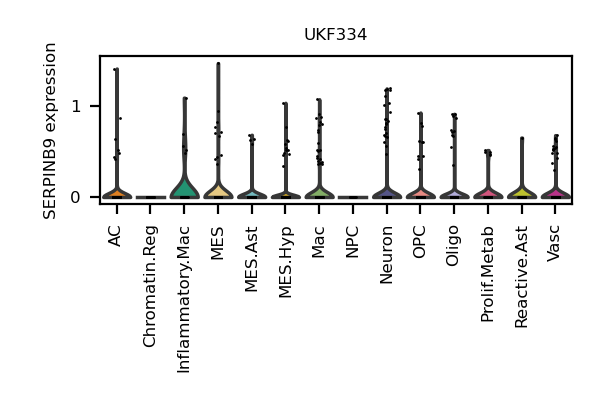 UKF334
SERPINB9 expression
1
0
AC
Chromatin.Reg
Inflammatory.Mac
MES
MES.Ast
MES.Hyp
Mac
NPC
Neuron
OPC
Oligo
Prolif.Metab
Reactive.Ast
Vasc